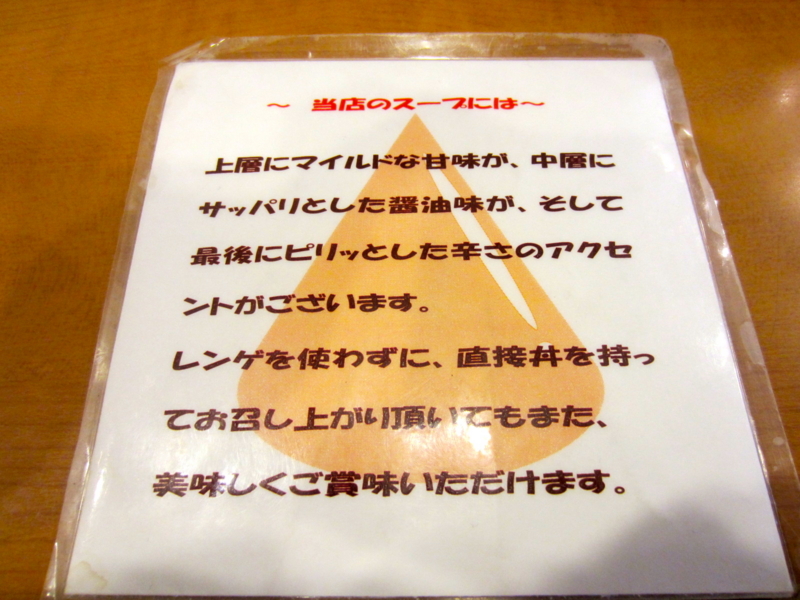 ～ 当店のスープには～
上層にマイルドな甘味が、中層に
サッパリとした醤油味が、そして
最後にピリッとした辛さのアクセ
ントがございます。
レンゲを使わずに、直接丼を持っ
てお召し上がり頂いてもまた、
美味しくご賞味いただけます。